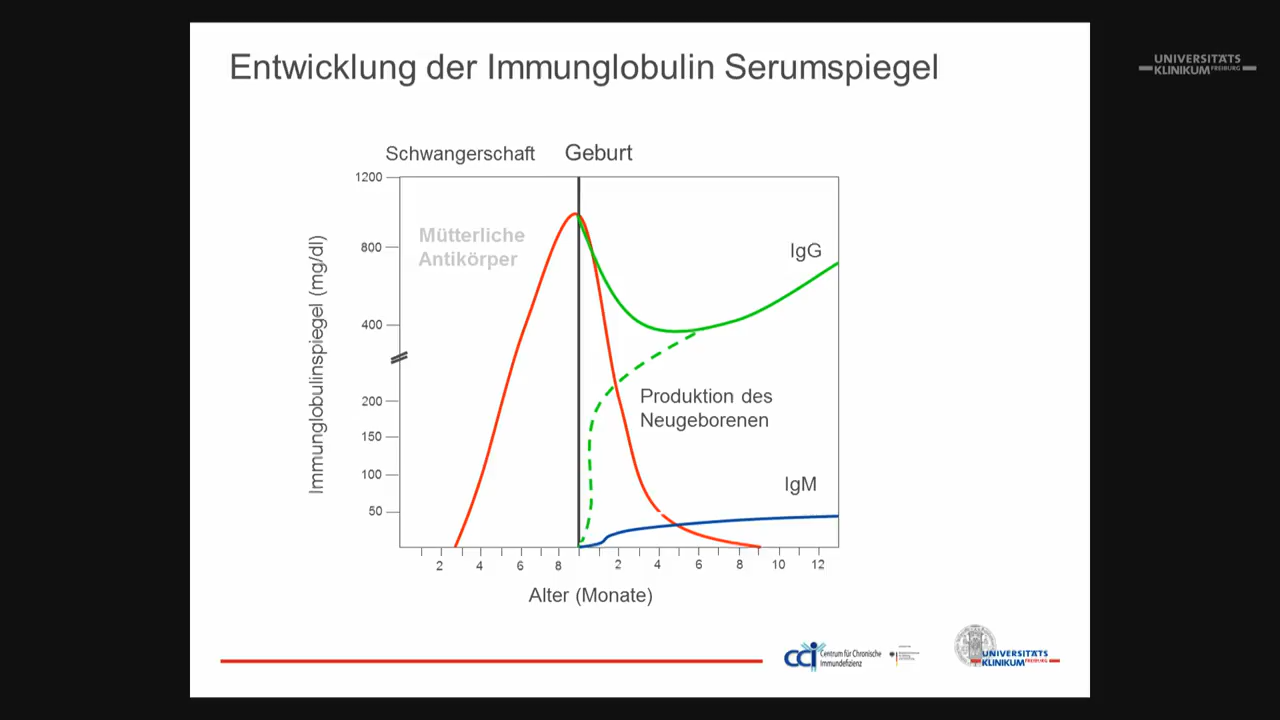 Entwicklung der Immunglobulin Serumspiegel
UNIVERSITÄTS
KLINIKUM FREIBURG
Schwangerschaft Geburt
1200
800
400
200
150
100
50
Immunglobulinspiegel (mg/dl)
Mütterliche
Antikörper
IgG
Produktion des
Neugeborenen
IgM
2 4 6 8 2 4 6 8 10 12
Alter (Monate)
cci Centrum für Chronische
Immundefizienz
UNIVERSITÄTS
KLINIKUM FREIBURG